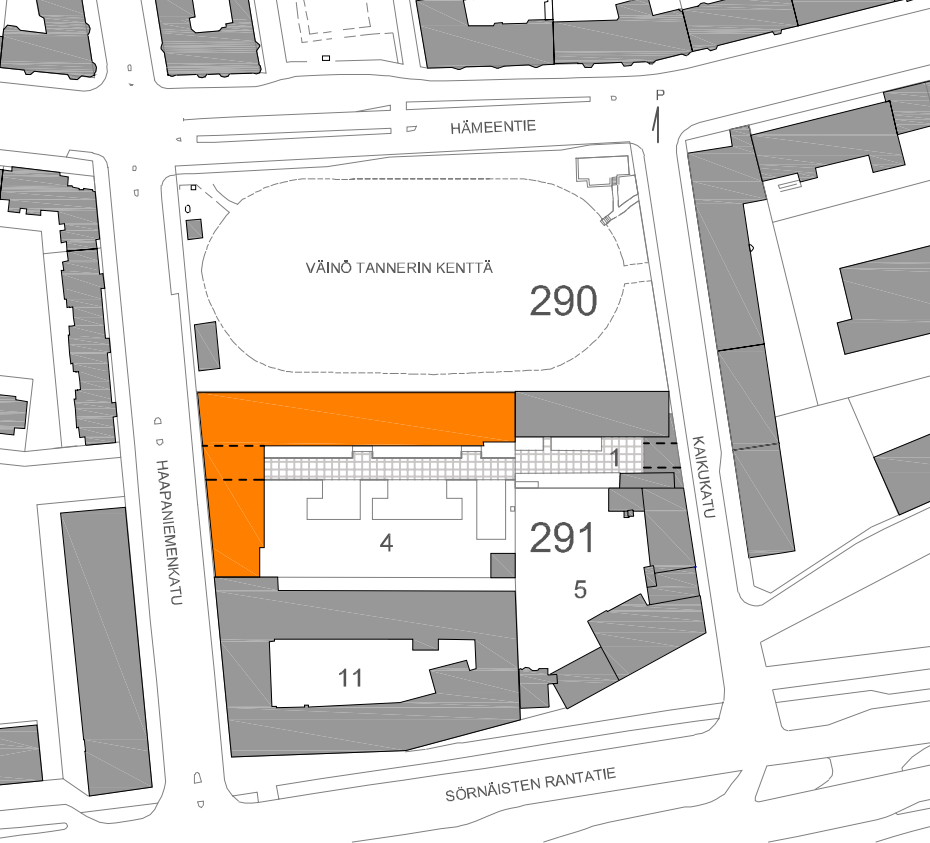 P
HÄMEENTIE
VÄINÖ TANNERIN KENTTÄ
290
KAIKUKATU
1
HAAPANIEMENKATU
4
291
5
11
SÖRNÄISTEN RANTATIE